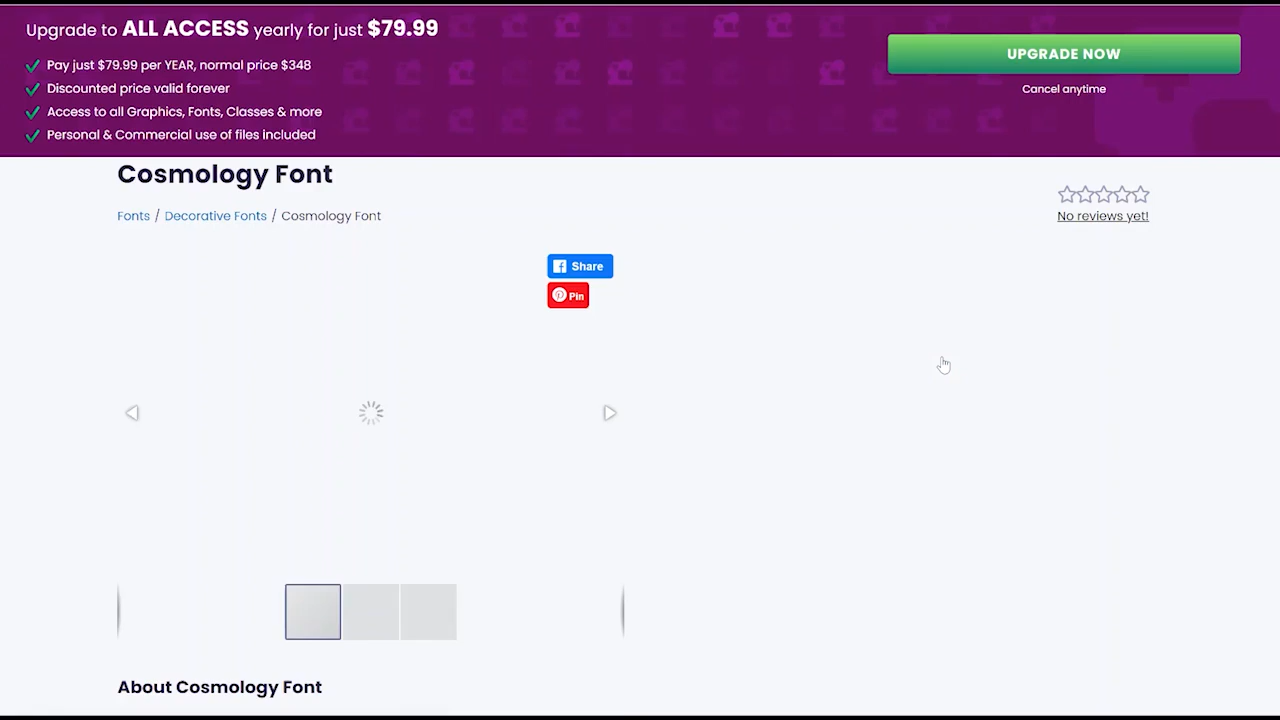 Upgrade to ALL ACCESS yearly for just $79.99
Pay just $79.99 per YEAR, normal price $348
Discounted price valid forever
Access to all Graphics, Fonts, Classes & more
Personal & Commercial use of files included
UPGRADE NOW
Cancel anytime
Cosmology Font
Fonts / Decorative Fonts / Cosmology Font
No reviews yet!
Share
Pin
About Cosmology Font